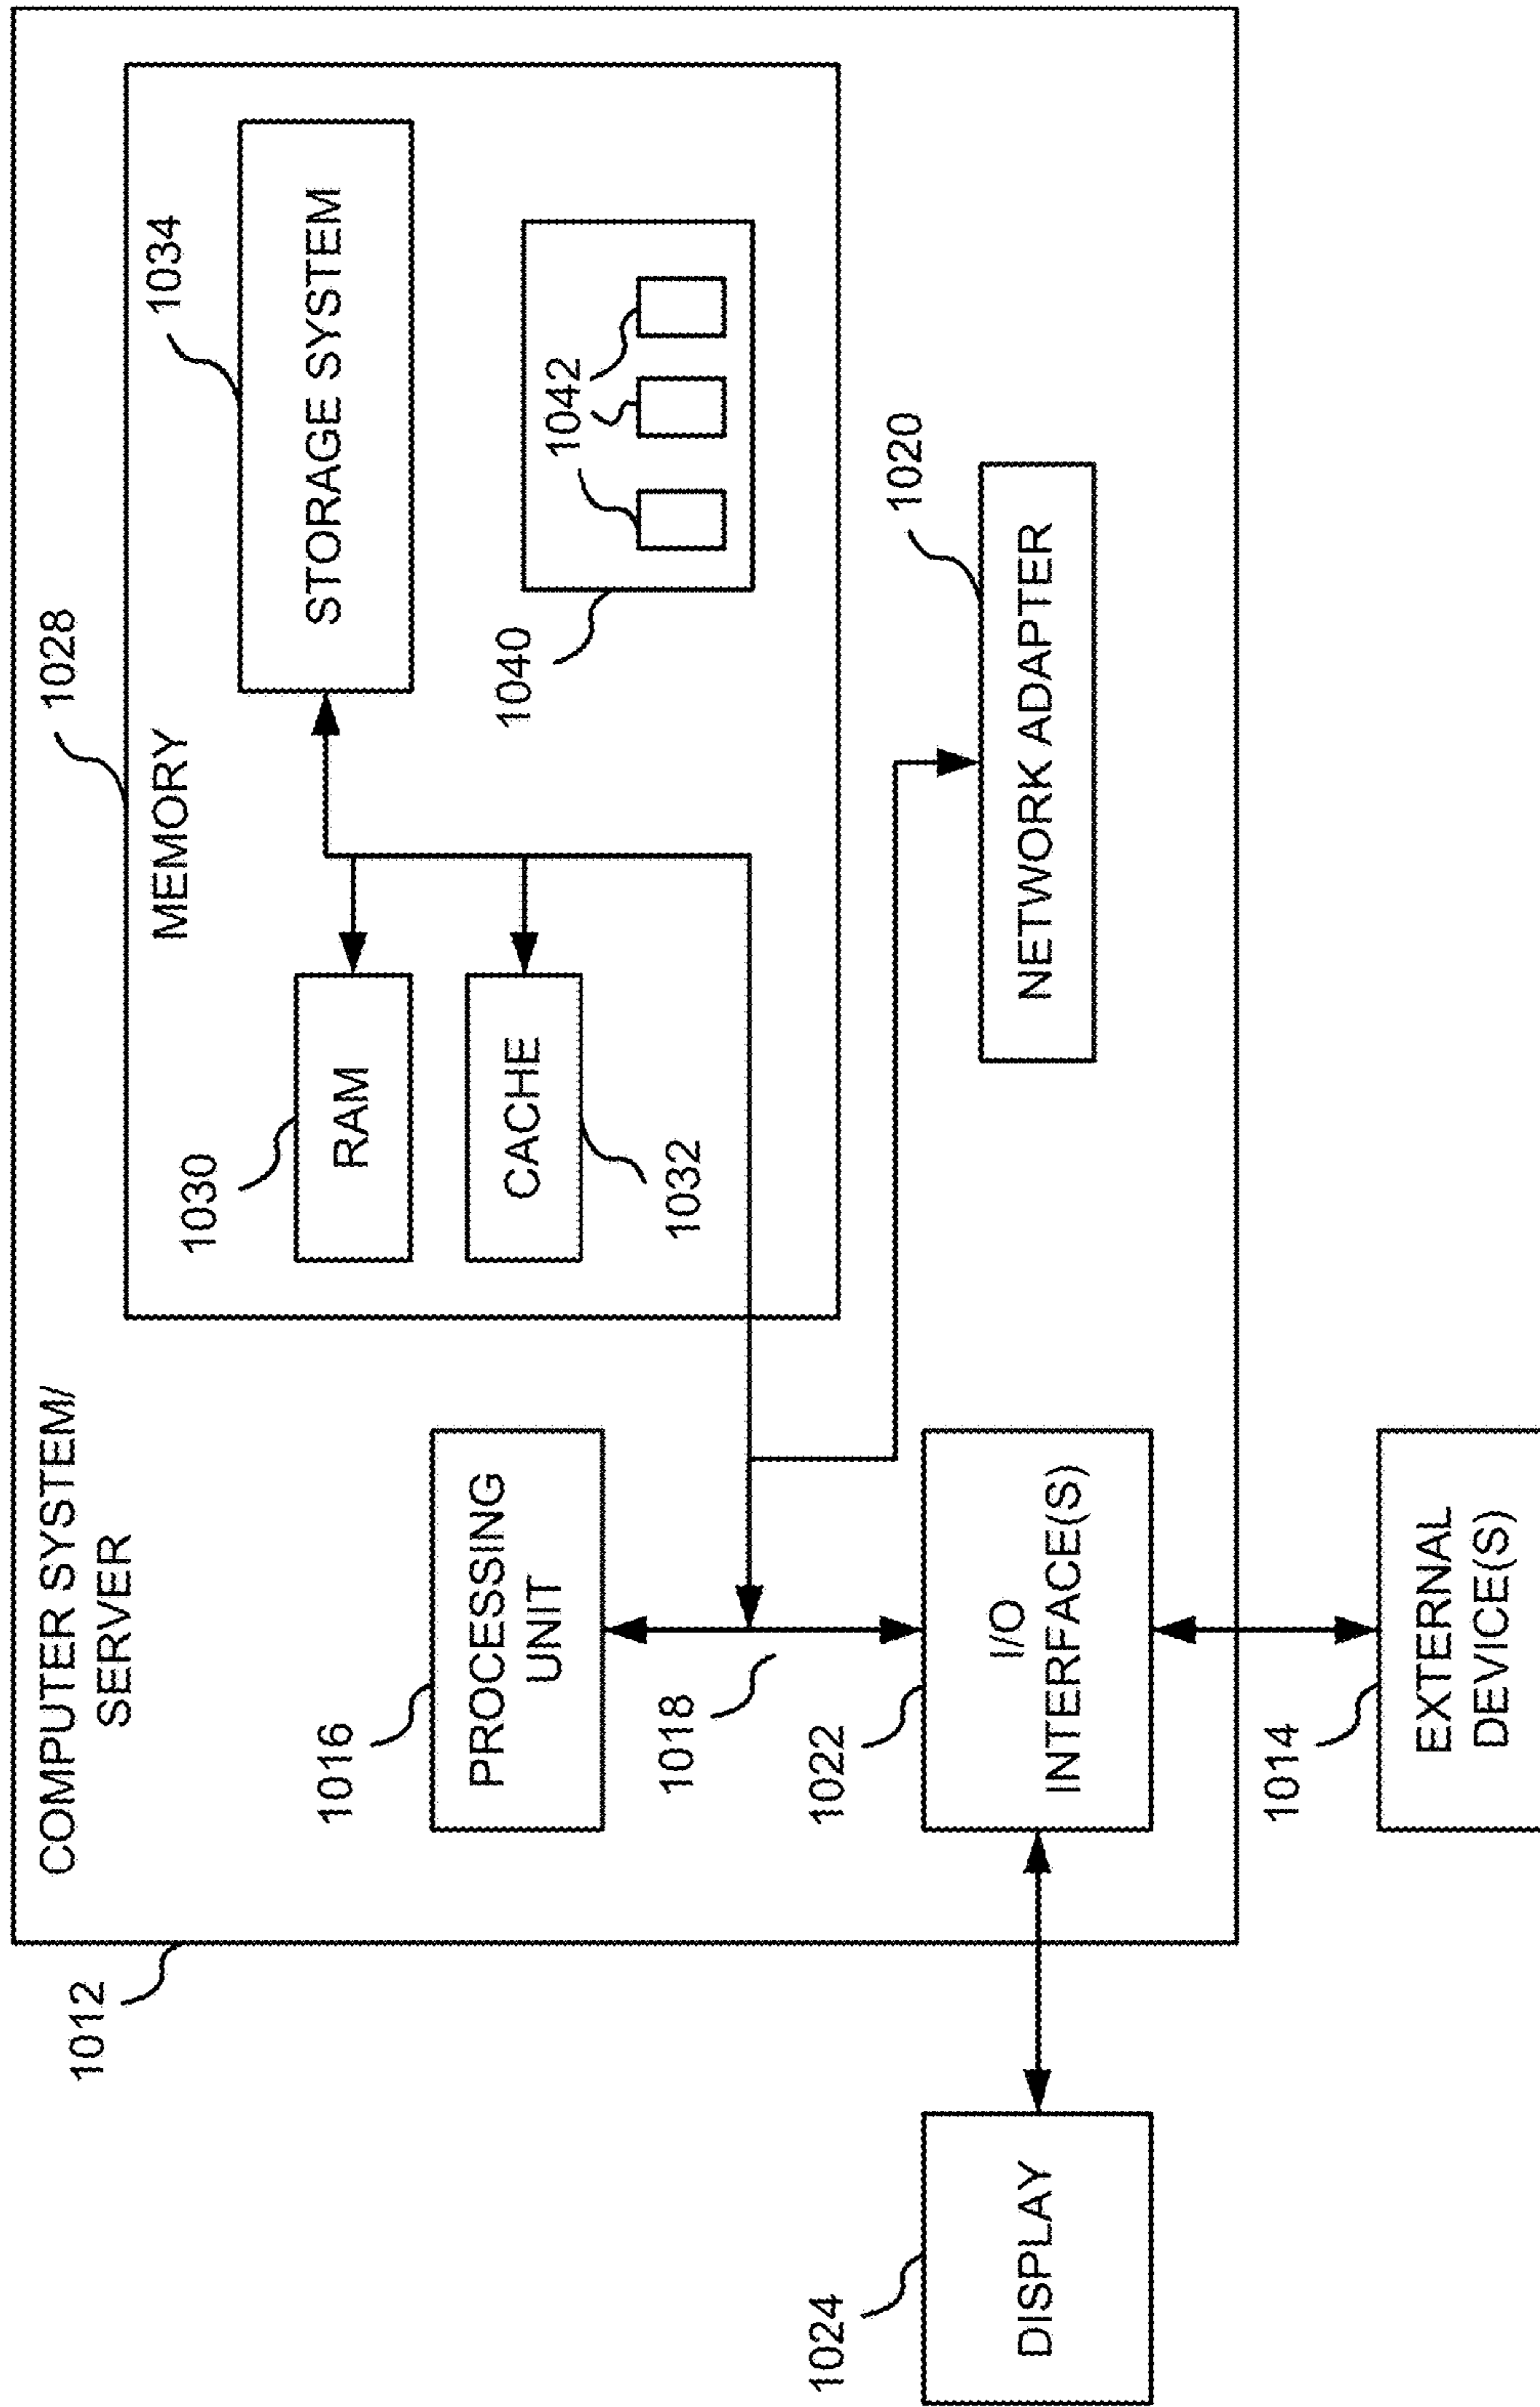 COMPUTER SYSTEM/
SERVER
1012
1028
MEMORY
1030
RAM
1034
STORAGE SYSTEM
1016
PROCESSING
UNIT
CACHE
1032
1040
1042
1018
1022
I/O
INTERFACE(S)
1020
NETWORK ADAPTER
1024
DISPLAY
1014
EXTERNAL
DEVICE(S)